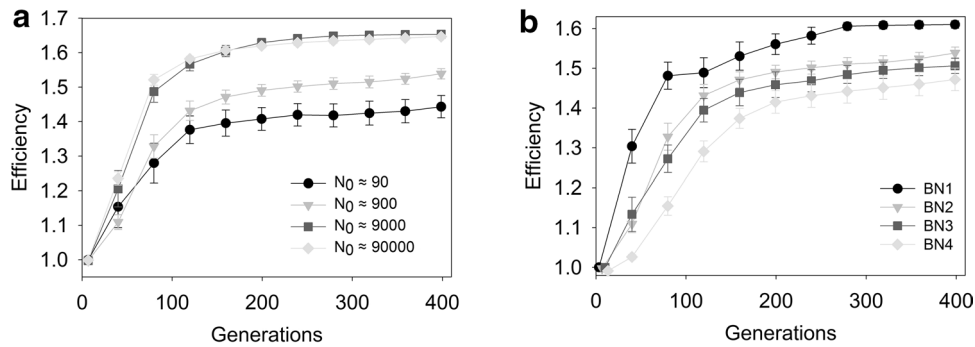 a
Efficiency
1.7
1.6
1.5
1.4
1.3
1.2
1.1
1.0
N0 ≈ 90
N0 ≈ 900
N0 ≈ 9000
N0 ≈ 90000
0 100 200 300 400
Generations
b
Efficiency
1.6
1.5
1.4
1.3
1.2
1.1
1.0
BN1
BN2
BN3
BN4
0 100 200 300 400
Generations